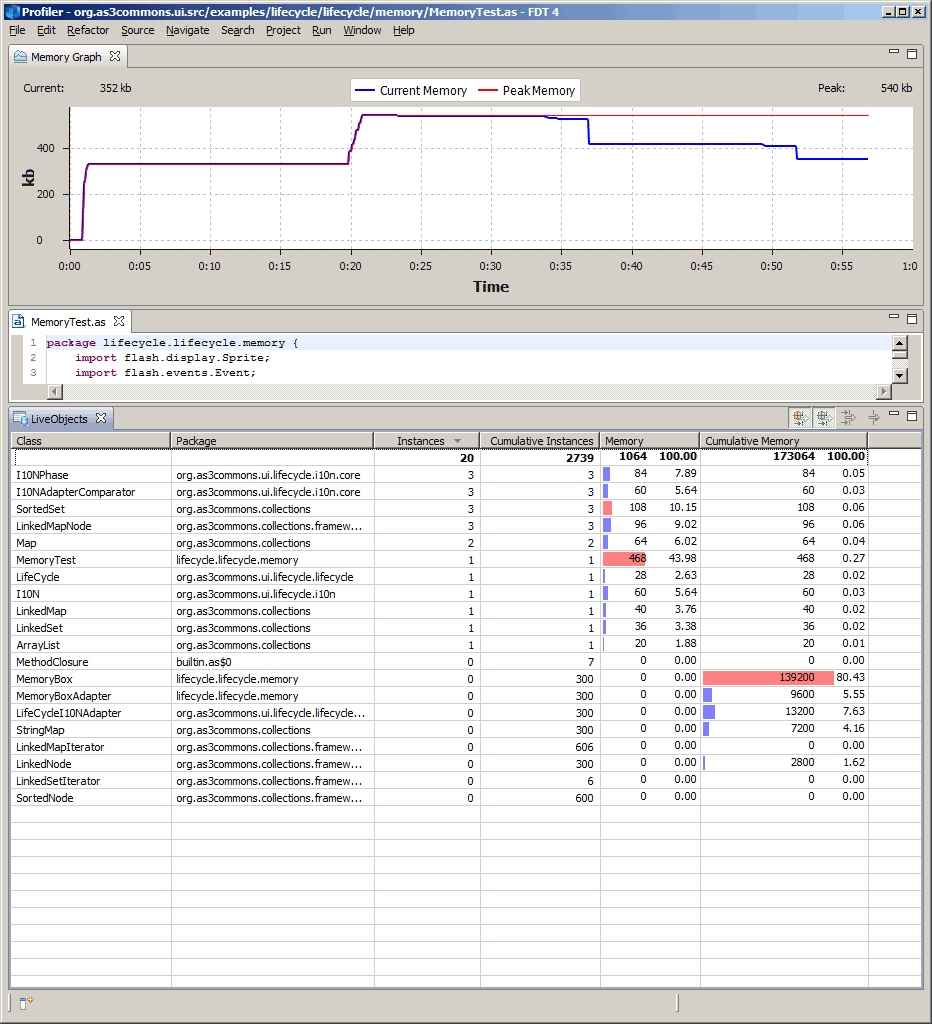 Profiler - org.as3commons.ui.src/examples/lifecycle/lifecycle/memory/MemoryTest.as - FDT 4
File Edit Refactor Source Navigate Search Project Run Window Help
Memory Graph
Current: 352 kb Current Memory Peak Memory Peak: 540 kb
400
200
0
kb
0:00 0:05 0:10 0:15 0:20 0:25 0:30 0:35 0:40 0:45 0:50 0:55 1:0
Time
MemoryTest.as
1 package lifecycle.lifecycle.memory {
2 import flash.display.Sprite;
3 import flash.events.Event;
LiveObjects
Class Package Instances Cumulative Instances Memory Cumulative Memory
20 2739 1064 100.00 173064 100.00
I10NPhase org.as3commons.ui.lifecycle.i10n.core 3 3 84 7.89 84 0.05
I10NAdapterComparator org.as3commons.ui.lifecycle.i10n.core 3 3 60 5.64 60 0.03
SortedSet org.as3commons.collections 3 3 108 10.15 108 0.06
LinkedMapNode org.as3commons.collections.framew... 3 3 96 9.02 96 0.06
Map org.as3commons.collections 2 2 64 6.02 64 0.04
MemoryTest lifecycle.lifecycle.memory 1 1 468 43.98 468 0.27
LifeCycle org.as3commons.ui.lifecycle.lifecycle 1 1 28 2.63 28 0.02
I10N org.as3commons.ui.lifecycle.i10n 1 1 60 5.64 60 0.03
LinkedMap org.as3commons.collections 1 1 40 3.76 40 0.02
LinkedSet org.as3commons.collections 1 1 36 3.38 36 0.02
ArrayList org.as3commons.collections 1 1 20 1.88 20 0.01
MethodClosure builtin.as$0 0 7 0 0.00 0 0.00
MemoryBox lifecycle.lifecycle.memory 0 300 0 0.00 139200 80.43
MemoryBoxAdapter lifecycle.lifecycle.memory 0 300 0 0.00 9600 5.55
LifeCycleI10NAdapter org.as3commons.ui.lifecycle.lifecycle... 0 300 0 0.00 13200 7.63
StringMap org.as3commons.collections 0 300 0 0.00 7200 4.16
LinkedMapIterator org.as3commons.collections.framew... 0 606 0 0.00 0 0.00
LinkedNode org.as3commons.collections.framew... 0 300 0 0.00 2800 1.62
LinkedSetIterator org.as3commons.collections.framew... 0 6 0 0.00 0 0.00
SortedNode org.as3commons.collections.framew... 0 600 0 0.00 0 0.00